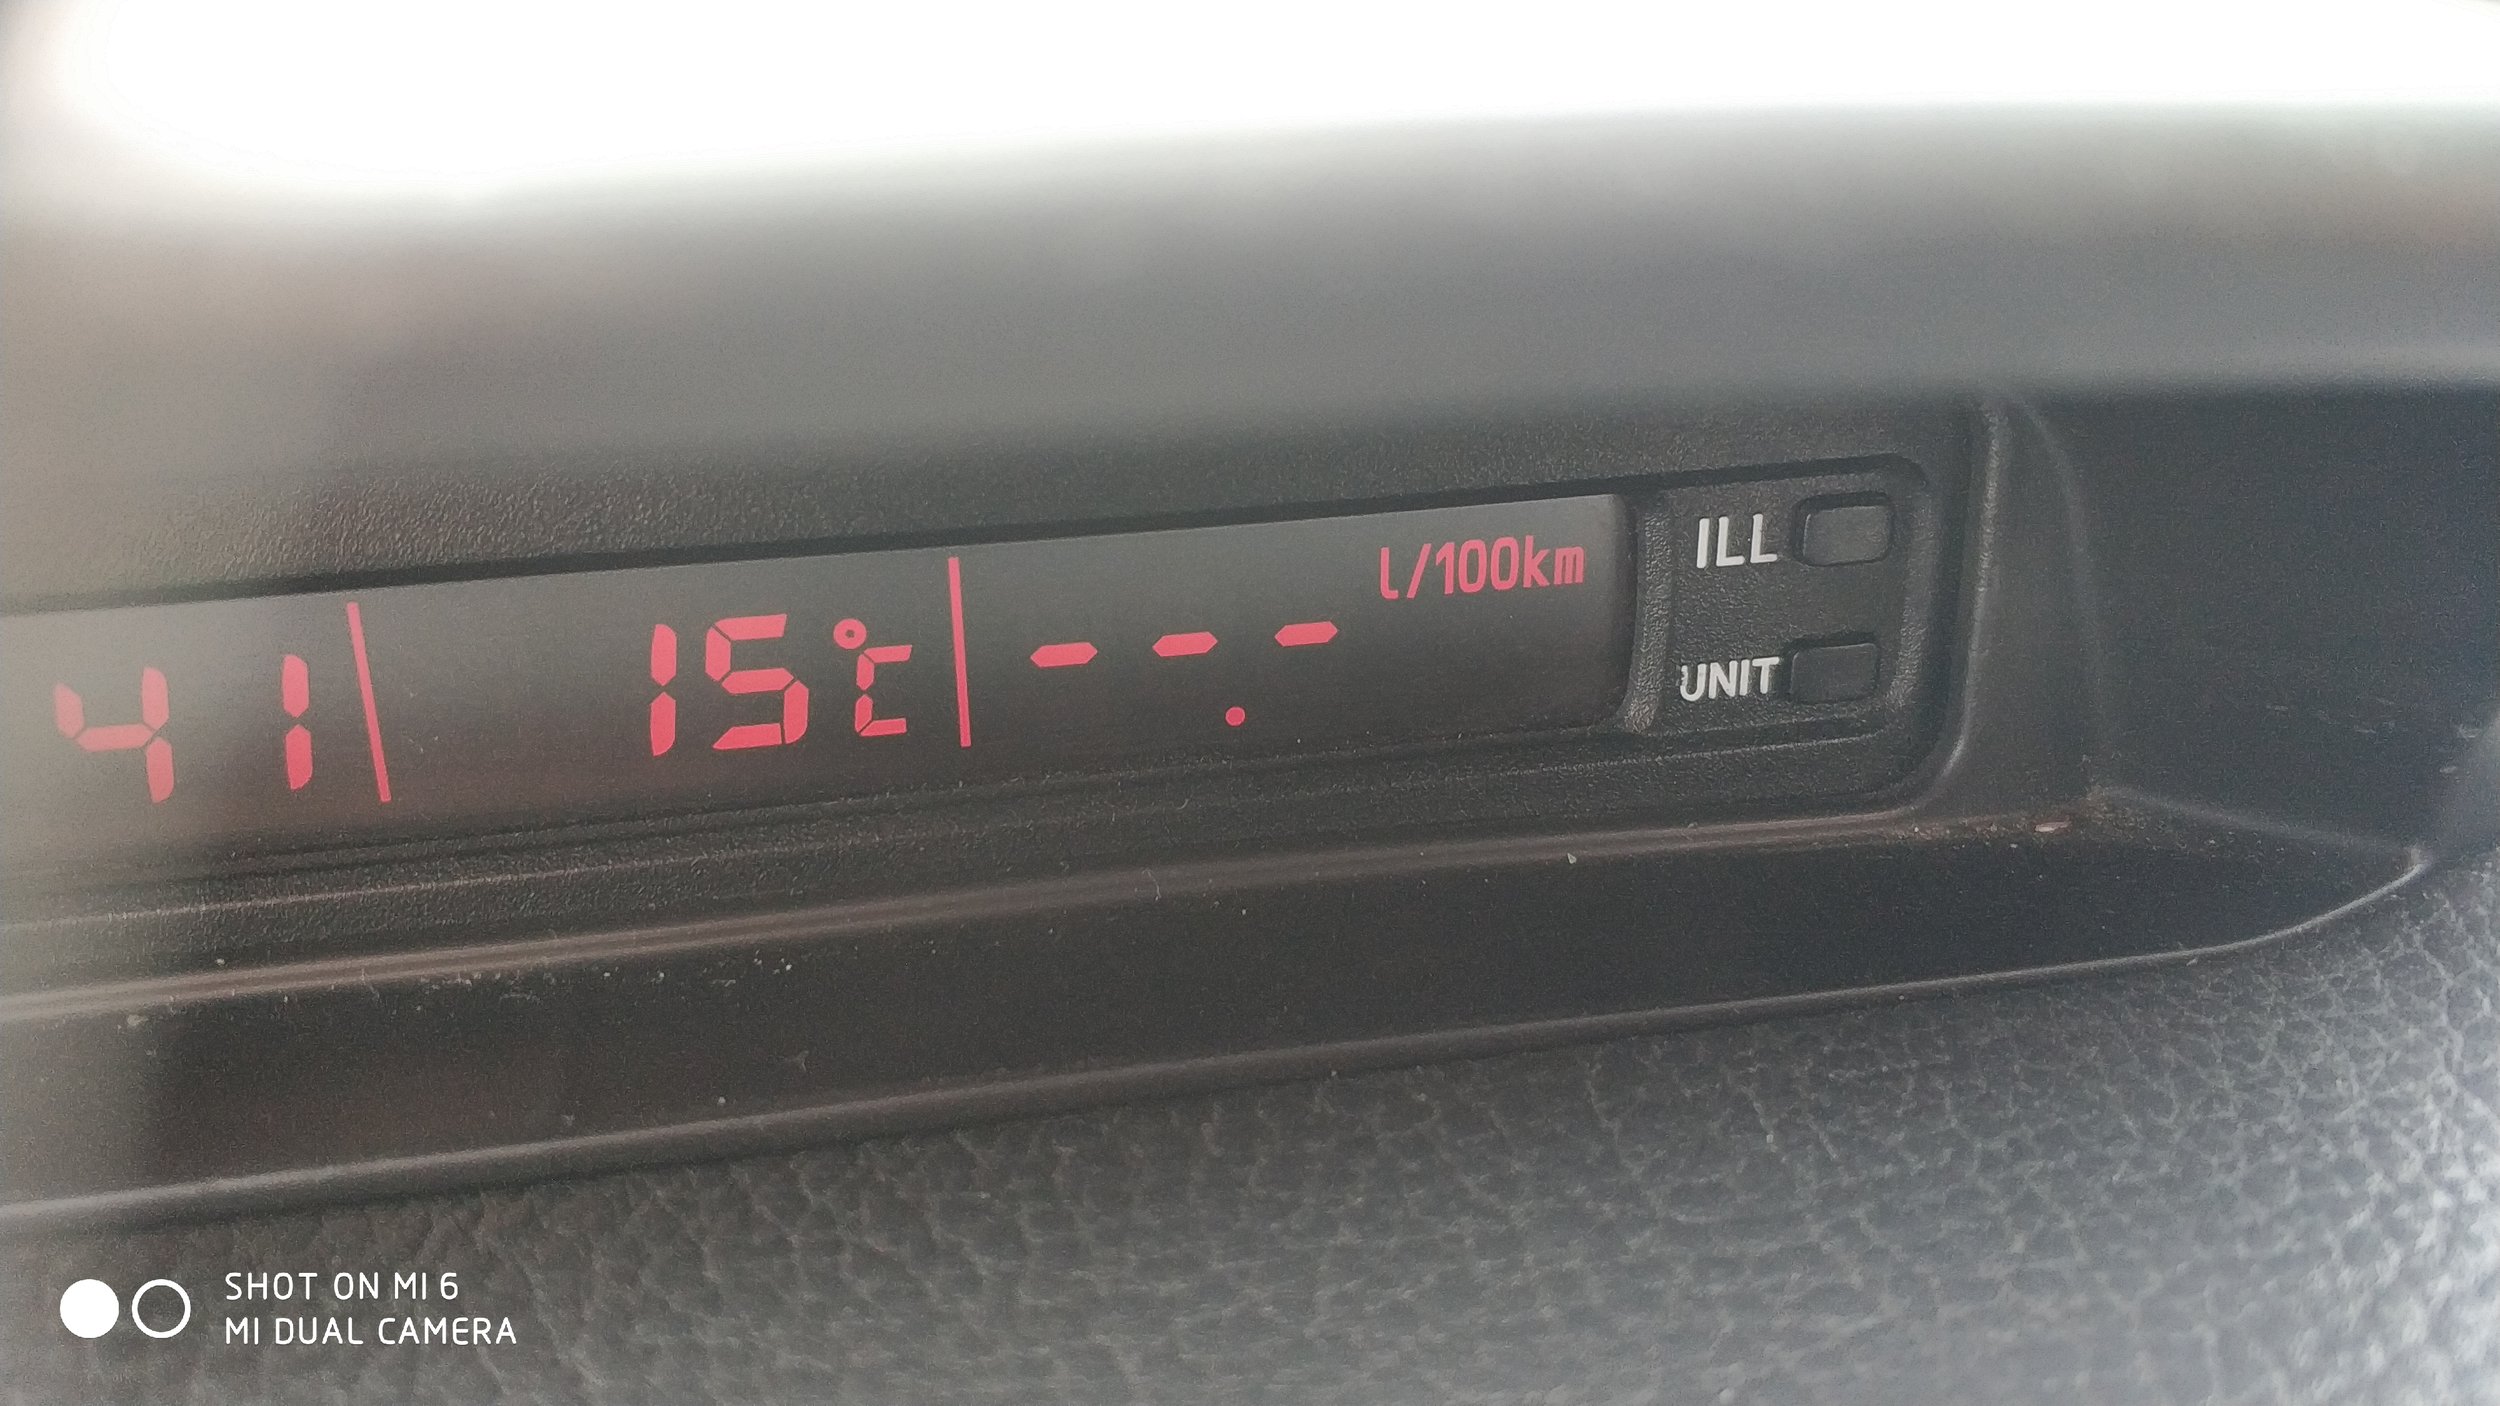 41
15°C
--.-
l/100km
ILL
UNIT
SHOT ON MI 6
MI DUAL CAMERA